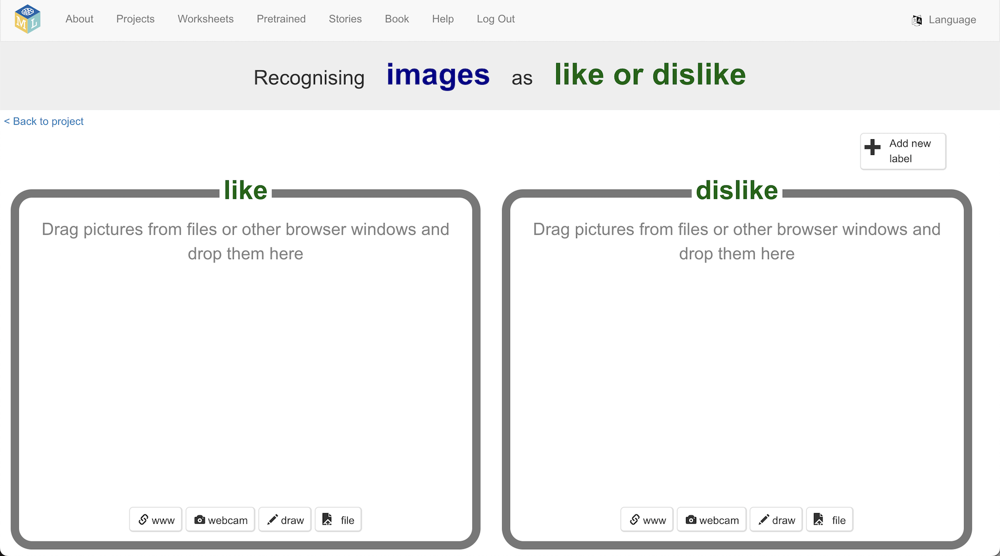 M L
About Projects Worksheets Pretrained Stories Book Help Log Out Language
Recognising images as like or dislike
< Back to project
Add new
label
like
Drag pictures from files or other browser windows and
drop them here
www webcam draw file
dislike
Drag pictures from files or other browser windows and
drop them here
www webcam draw file